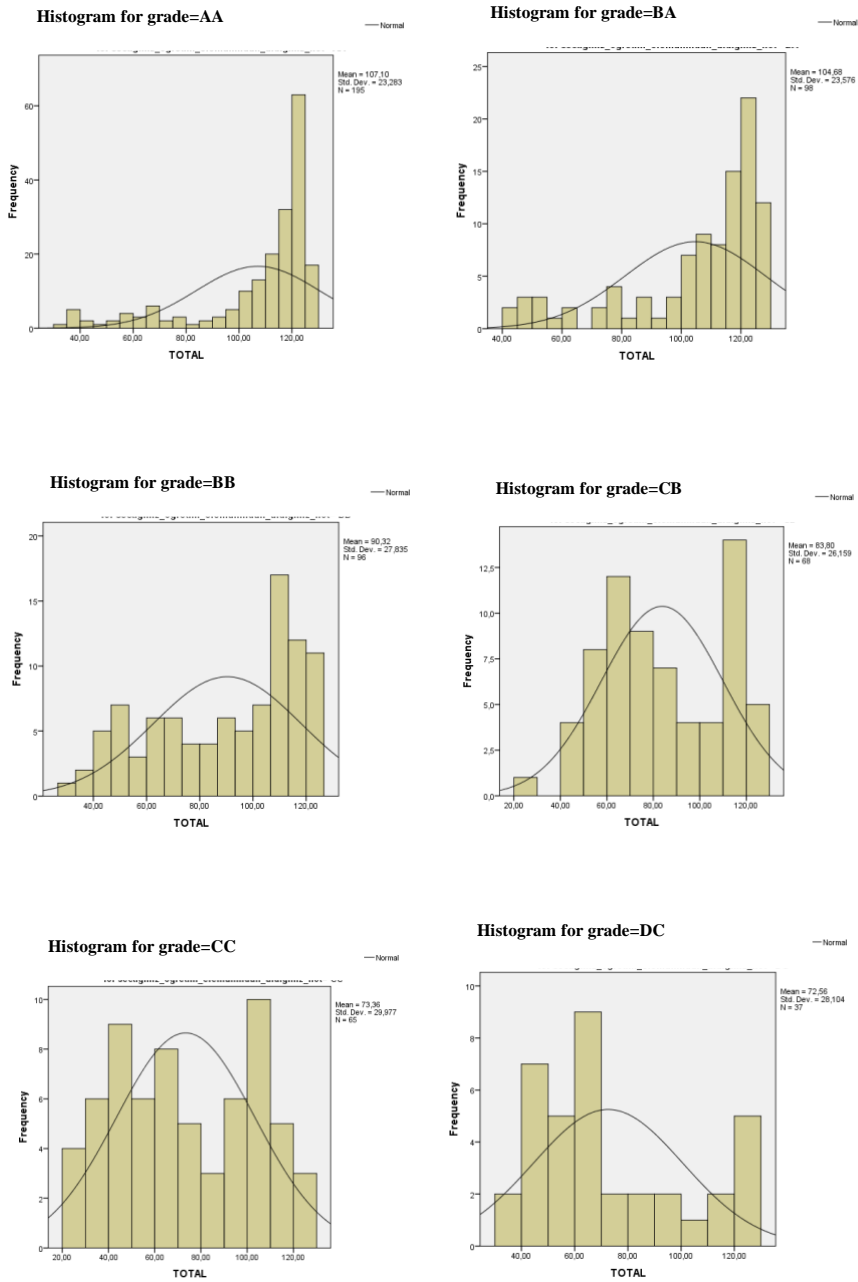 Histogram for grade=AA
Normal
Mean = 107,10
Std. Dev. = 23,283
N = 195
60
40
20
0
Frequency
40,00 60,00 80,00 100,00 120,00
TOTAL
Histogram for grade=BA
Normal
Mean = 104,68
Std. Dev. = 23,576
N = 98
25
20
15
10
5
0
Frequency
40,00 60,00 80,00 100,00 120,00
TOTAL
Histogram for grade=BB
Normal
Mean = 90,32
Std. Dev. = 27,835
N = 96
20
15
10
5
0
Frequency
40,00 60,00 80,00 100,00 120,00
TOTAL
Histogram for grade=CB
Normal
Mean = 83,80
Std. Dev. = 26,159
N = 68
12,5
10,0
7,5
5,0
2,5
0,0
Frequency
20,00 40,00 60,00 80,00 100,00 120,00
TOTAL
Histogram for grade=CC
Normal
Mean = 73,36
Std. Dev. = 29,977
N = 65
10
8
6
4
2
0
Frequency
20,00 40,00 60,00 80,00 100,00 120,00
TOTAL
Histogram for grade=DC
Normal
Mean = 72,56
Std. Dev. = 28,104
N = 37
10
8
6
4
2
0
Frequency
40,00 60,00 80,00 100,00 120,00
TOTAL